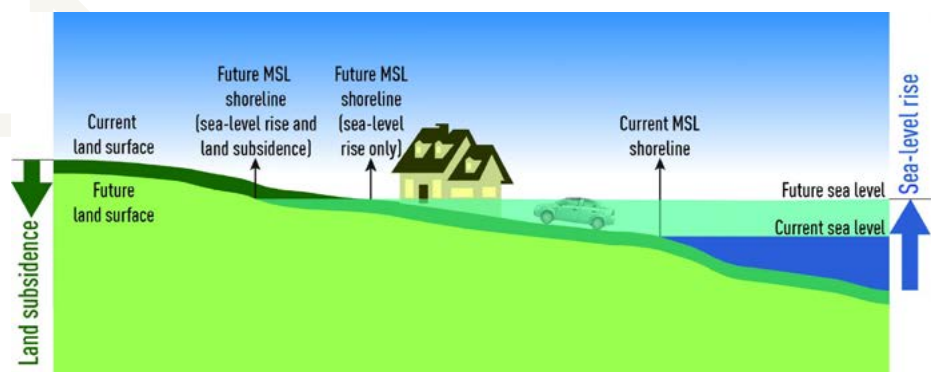 Future MSL
shoreline
(sea-level rise and
land subsidence)
Future MSL
shoreline
(sea-level
rise only)
Current
land surface
Current MSL
shoreline
Future
land surface
Future sea level
Current sea level
Land subsidence
Sea-level rise